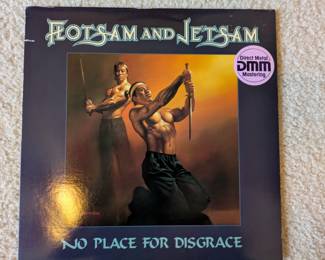 FLOTSAM AND JETSAM
Direct Metal
DMM
Mastering
NO PLACE FOR DISGRACE